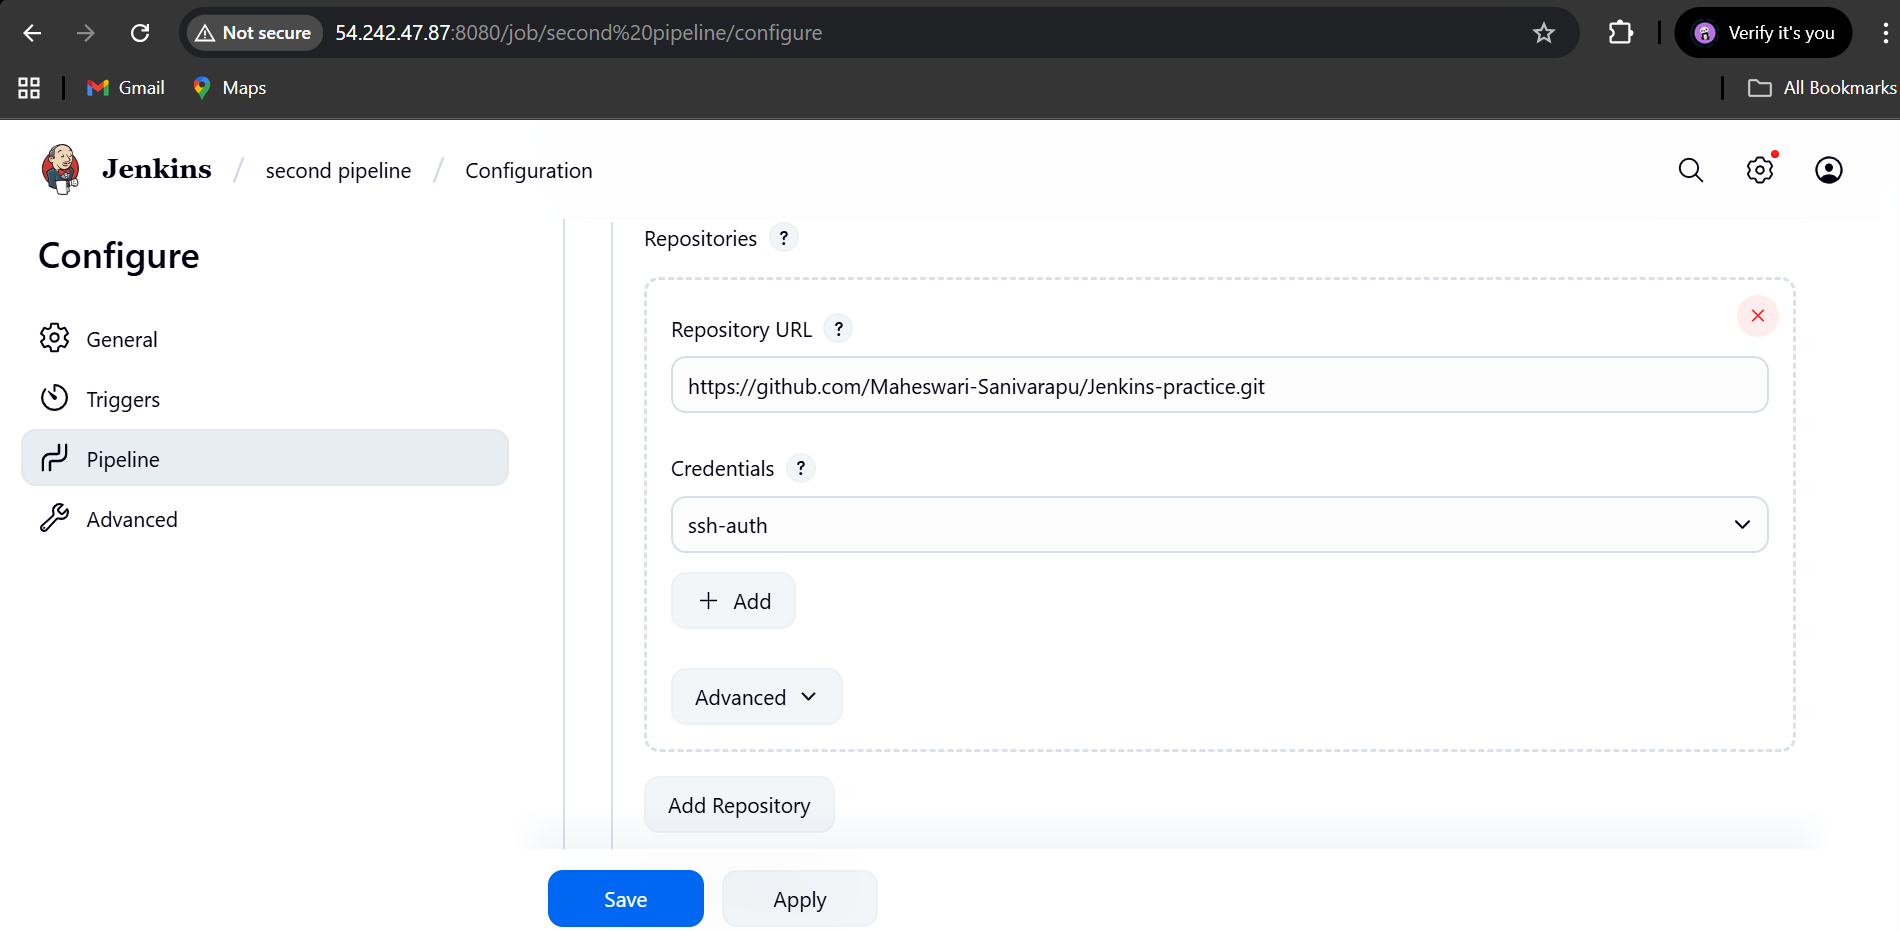 Not secure 54.242.47.87:8080/job/second%20pipeline/configure Verify it's you
Gmail Maps All Bookmarks
Jenkins / second pipeline / Configuration
Configure
General
Triggers
Pipeline
Advanced
Repositories ?
Repository URL ?
https://github.com/Maheswari-Sanivarapu/Jenkins-practice.git
Credentials ?
ssh-auth
+ Add
Advanced
Add Repository
Save Apply